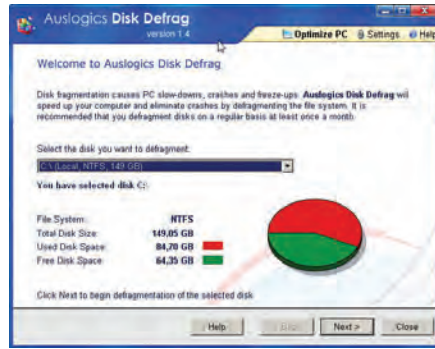 Auslogics Disk Defrag
version 1.4
Optimize PC Settings Help
Welcome to Auslogics Disk Defrag
Disk fragmentation causes PC slow-downs, crashes and freeze-ups. Auslogics Disk Defrag will
speed up your computer and eliminate crashes by defragmenting the file system. It is
recommended that you defragment disks on a regular basis at least once a month.
Select the disk you want to defragment:
C:\ (Local, NTFS, 149 GB)
You have selected disk C:
File System: NTFS
Total Disk Size: 149,05 GB
Used Disk Space: 84,70 GB
Free Disk Space: 64,35 GB
Click Next to begin defragmentation of the selected disk
Help < Back Next > Close